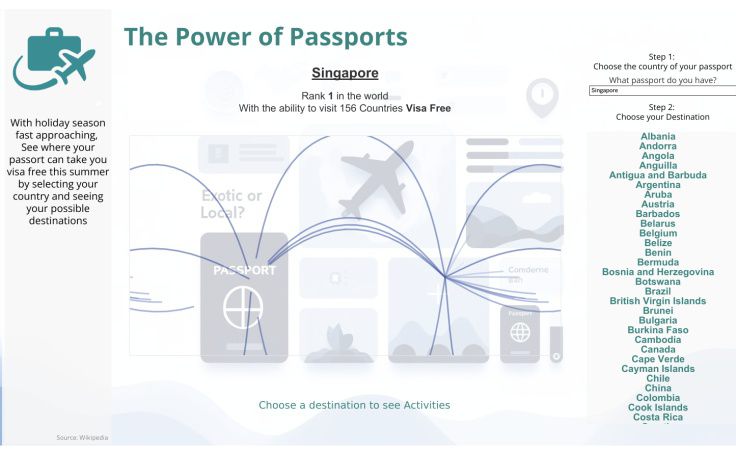 The Power of Passports
With holiday season
fast approaching,
See where your
passort can take you
visa free this summer
by selecting your
country and seeing
your possible
destinations
Source: Wikipedia
Singapore
Rank 1 in the world
With the ability to visit 156 Countries Visa Free
Exotic or
Local?
PASSPORT
Passport
Choose a destination to see Activities
Step 1:
Choose the country of your passport
What passport do you have?
Singapore
Step 2:
Choose your Destination
Albania
Andorra
Angola
Anguilla
Antigua and Barbuda
Argentina
Aruba
Austria
Barbados
Belarus
Belgium
Belize
Benin
Bermuda
Bosnia and Herzegovina
Botswana
Brazil
British Virgin Islands
Brunei
Bulgaria
Burkina Faso
Cambodia
Canada
Cape Verde
Cayman Islands
Chile
China
Colombia
Cook Islands
Costa Rica